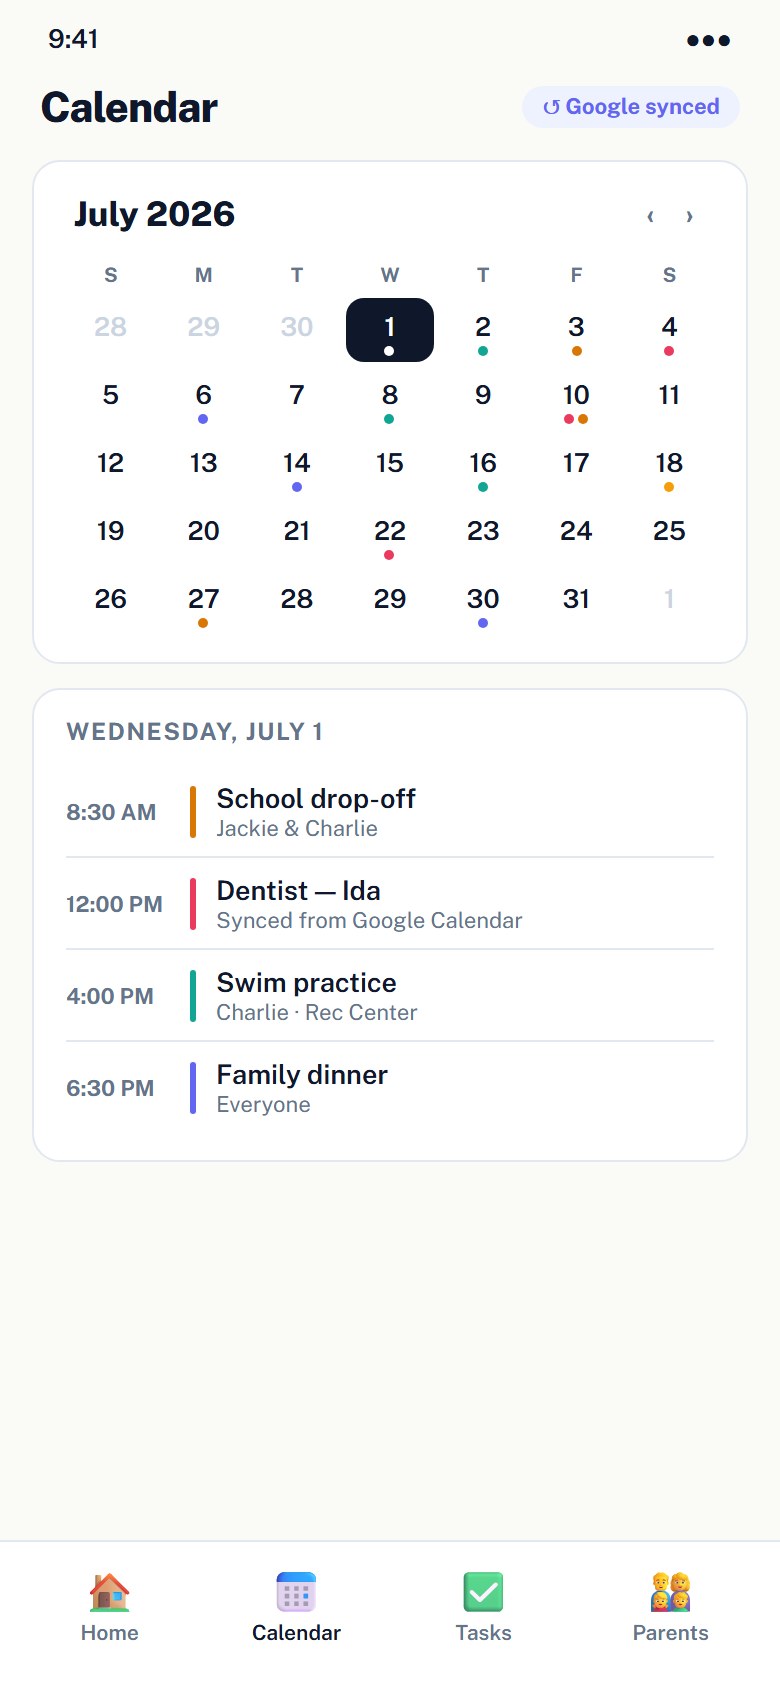 9:41
Calendar
↺ Google synced
July 2026
‹ ›
S M T W T F S
28 29 30 1 2 3 4
5 6 7 8 9 10 11
12 13 14 15 16 17 18
19 20 21 22 23 24 25
26 27 28 29 30 31 1
WEDNESDAY, JULY 1
8:30 AM
School drop-off
Jackie & Charlie
12:00 PM
Dentist — Ida
Synced from Google Calendar
4:00 PM
Swim practice
Charlie · Rec Center
6:30 PM
Family dinner
Everyone
Home Calendar Tasks Parents